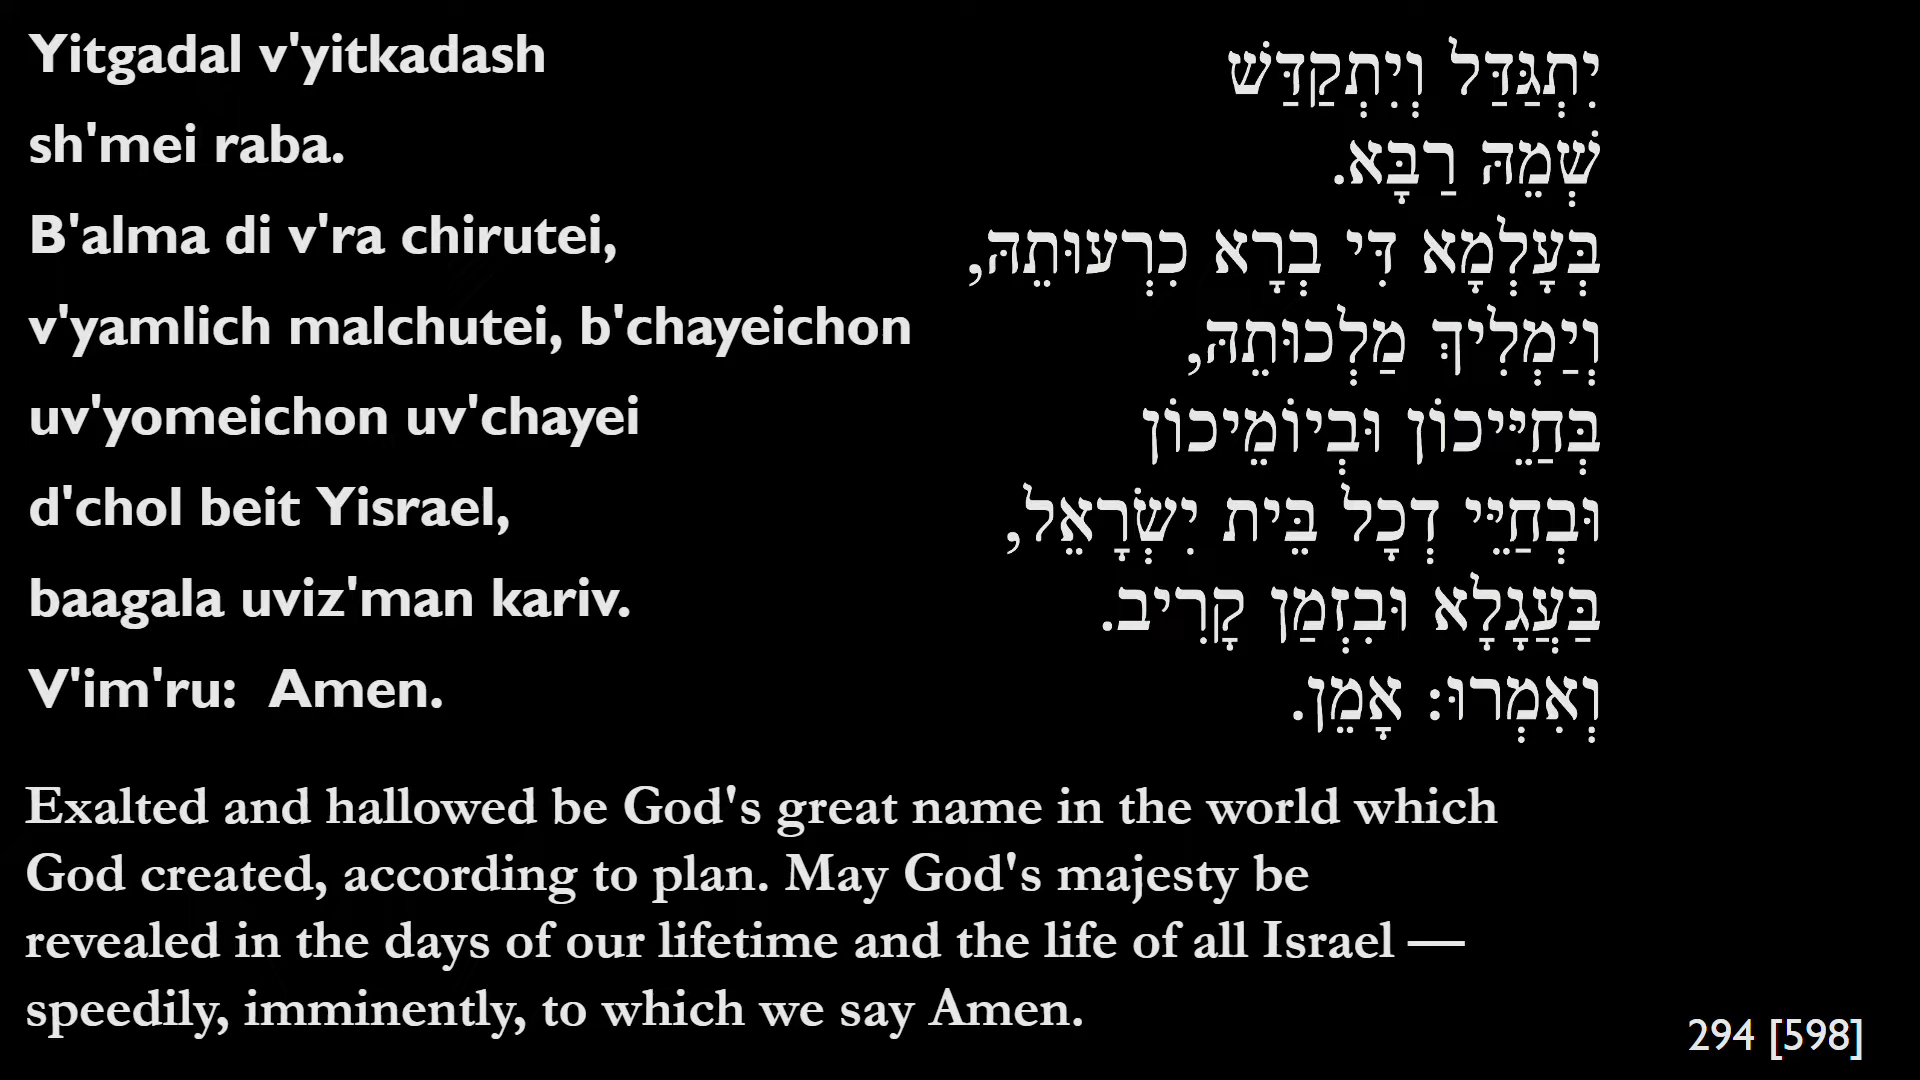 Yitgadal v'yitkadash
sh'mei raba.
B'alma di v'ra chirutei,
v'yamlich malchutei, b'chayeichon
uv'yomeichon uv'chayei
d'chol beit Yisrael,
baagala uviz'man kariv.
V'im'ru:  Amen.
יִתְגַּדַּל וְיִתְקַדַּשׁ
שְׁמֵהּ רַבָּא.
בְּעָלְמָא דִּי בְרָא כִרְעוּתֵהּ,
וְיַמְלִיךְ מַלְכוּתֵהּ,
בְּחַיֵּיכוֹן וּבְיוֹמֵיכוֹן
וּבְחַיֵּי דְכָל בֵּית יִשְׂרָאֵל,
בַּעֲגָלָא וּבִזְמַן קָרִיב.
וְאִמְרוּ: אָמֵן.
Exalted and hallowed be God's great name in the world which
God created, according to plan. May God's majesty be
revealed in the days of our lifetime and the life of all Israel —
speedily, imminently, to which we say Amen.
294 [598]